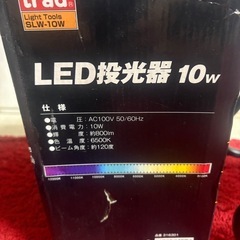 trad
Light Tools
SLW-10W
LED投光器 10W
仕様
●電圧：AC100V 50/60Hz
●消費電力：10W
●輝度：約800lm
●色温度：6500K
●ビーム角度：約120度